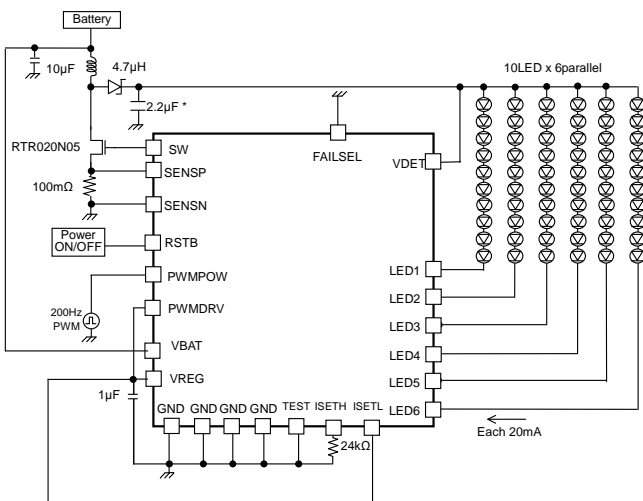 Battery
10µF
4.7µH
2.2µF *
10LED x 6parallel
RTR020N05
100mΩ
Power
ON/OFF
200Hz
PWM
1µF
SW
SENSP
SENSN
RSTB
PWMPOW
PWMDRV
VBAT
VREG
FAILSEL
VDET
LED1
LED2
LED3
LED4
LED5
LED6
GND
GND
GND
GND
TEST
ISETH
ISETL
24kΩ
Each 20mA